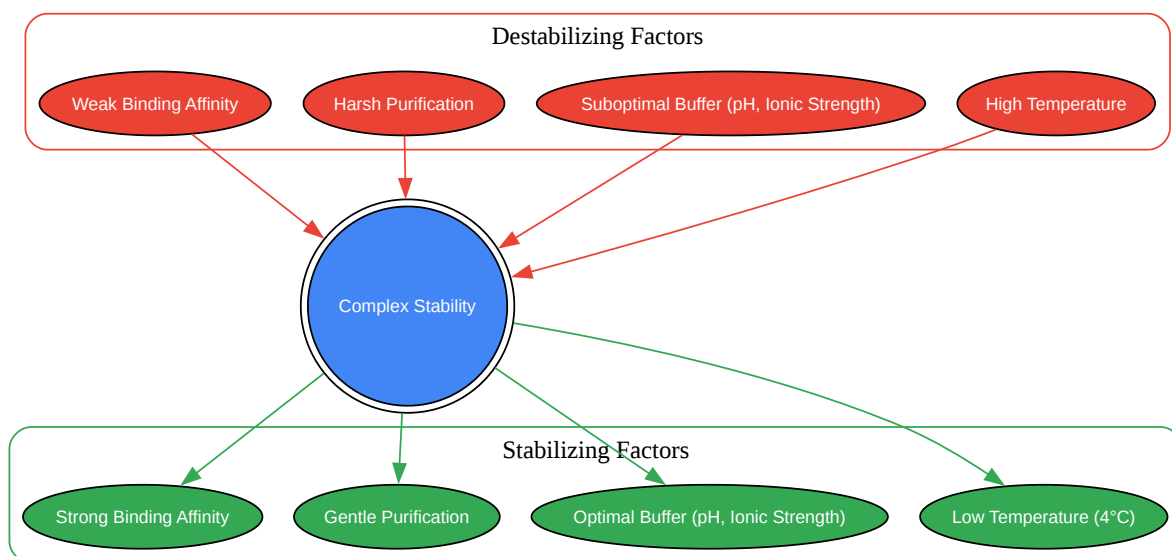 Destabilizing Factors
Weak Binding Affinity
Harsh Purification
Suboptimal Buffer (pH, Ionic Strength)
High Temperature
Complex Stability
Stabilizing Factors
Strong Binding Affinity
Gentle Purification
Optimal Buffer (pH, Ionic Strength)
Low Temperature (4°C)